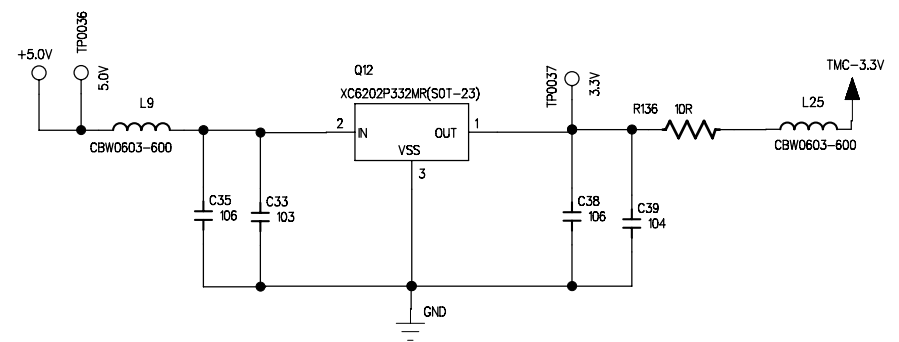 +5.0V
TP0036
5.0V
L9
CBW0603-600
C35
106
C33
103
Q12
XC6202P332MR(SOT-23)
2
IN
OUT
1
VSS
3
TP0037
3.3V
C38
106
C39
104
R136
10R
L25
CBW0603-600
TMC-3.3V
GND